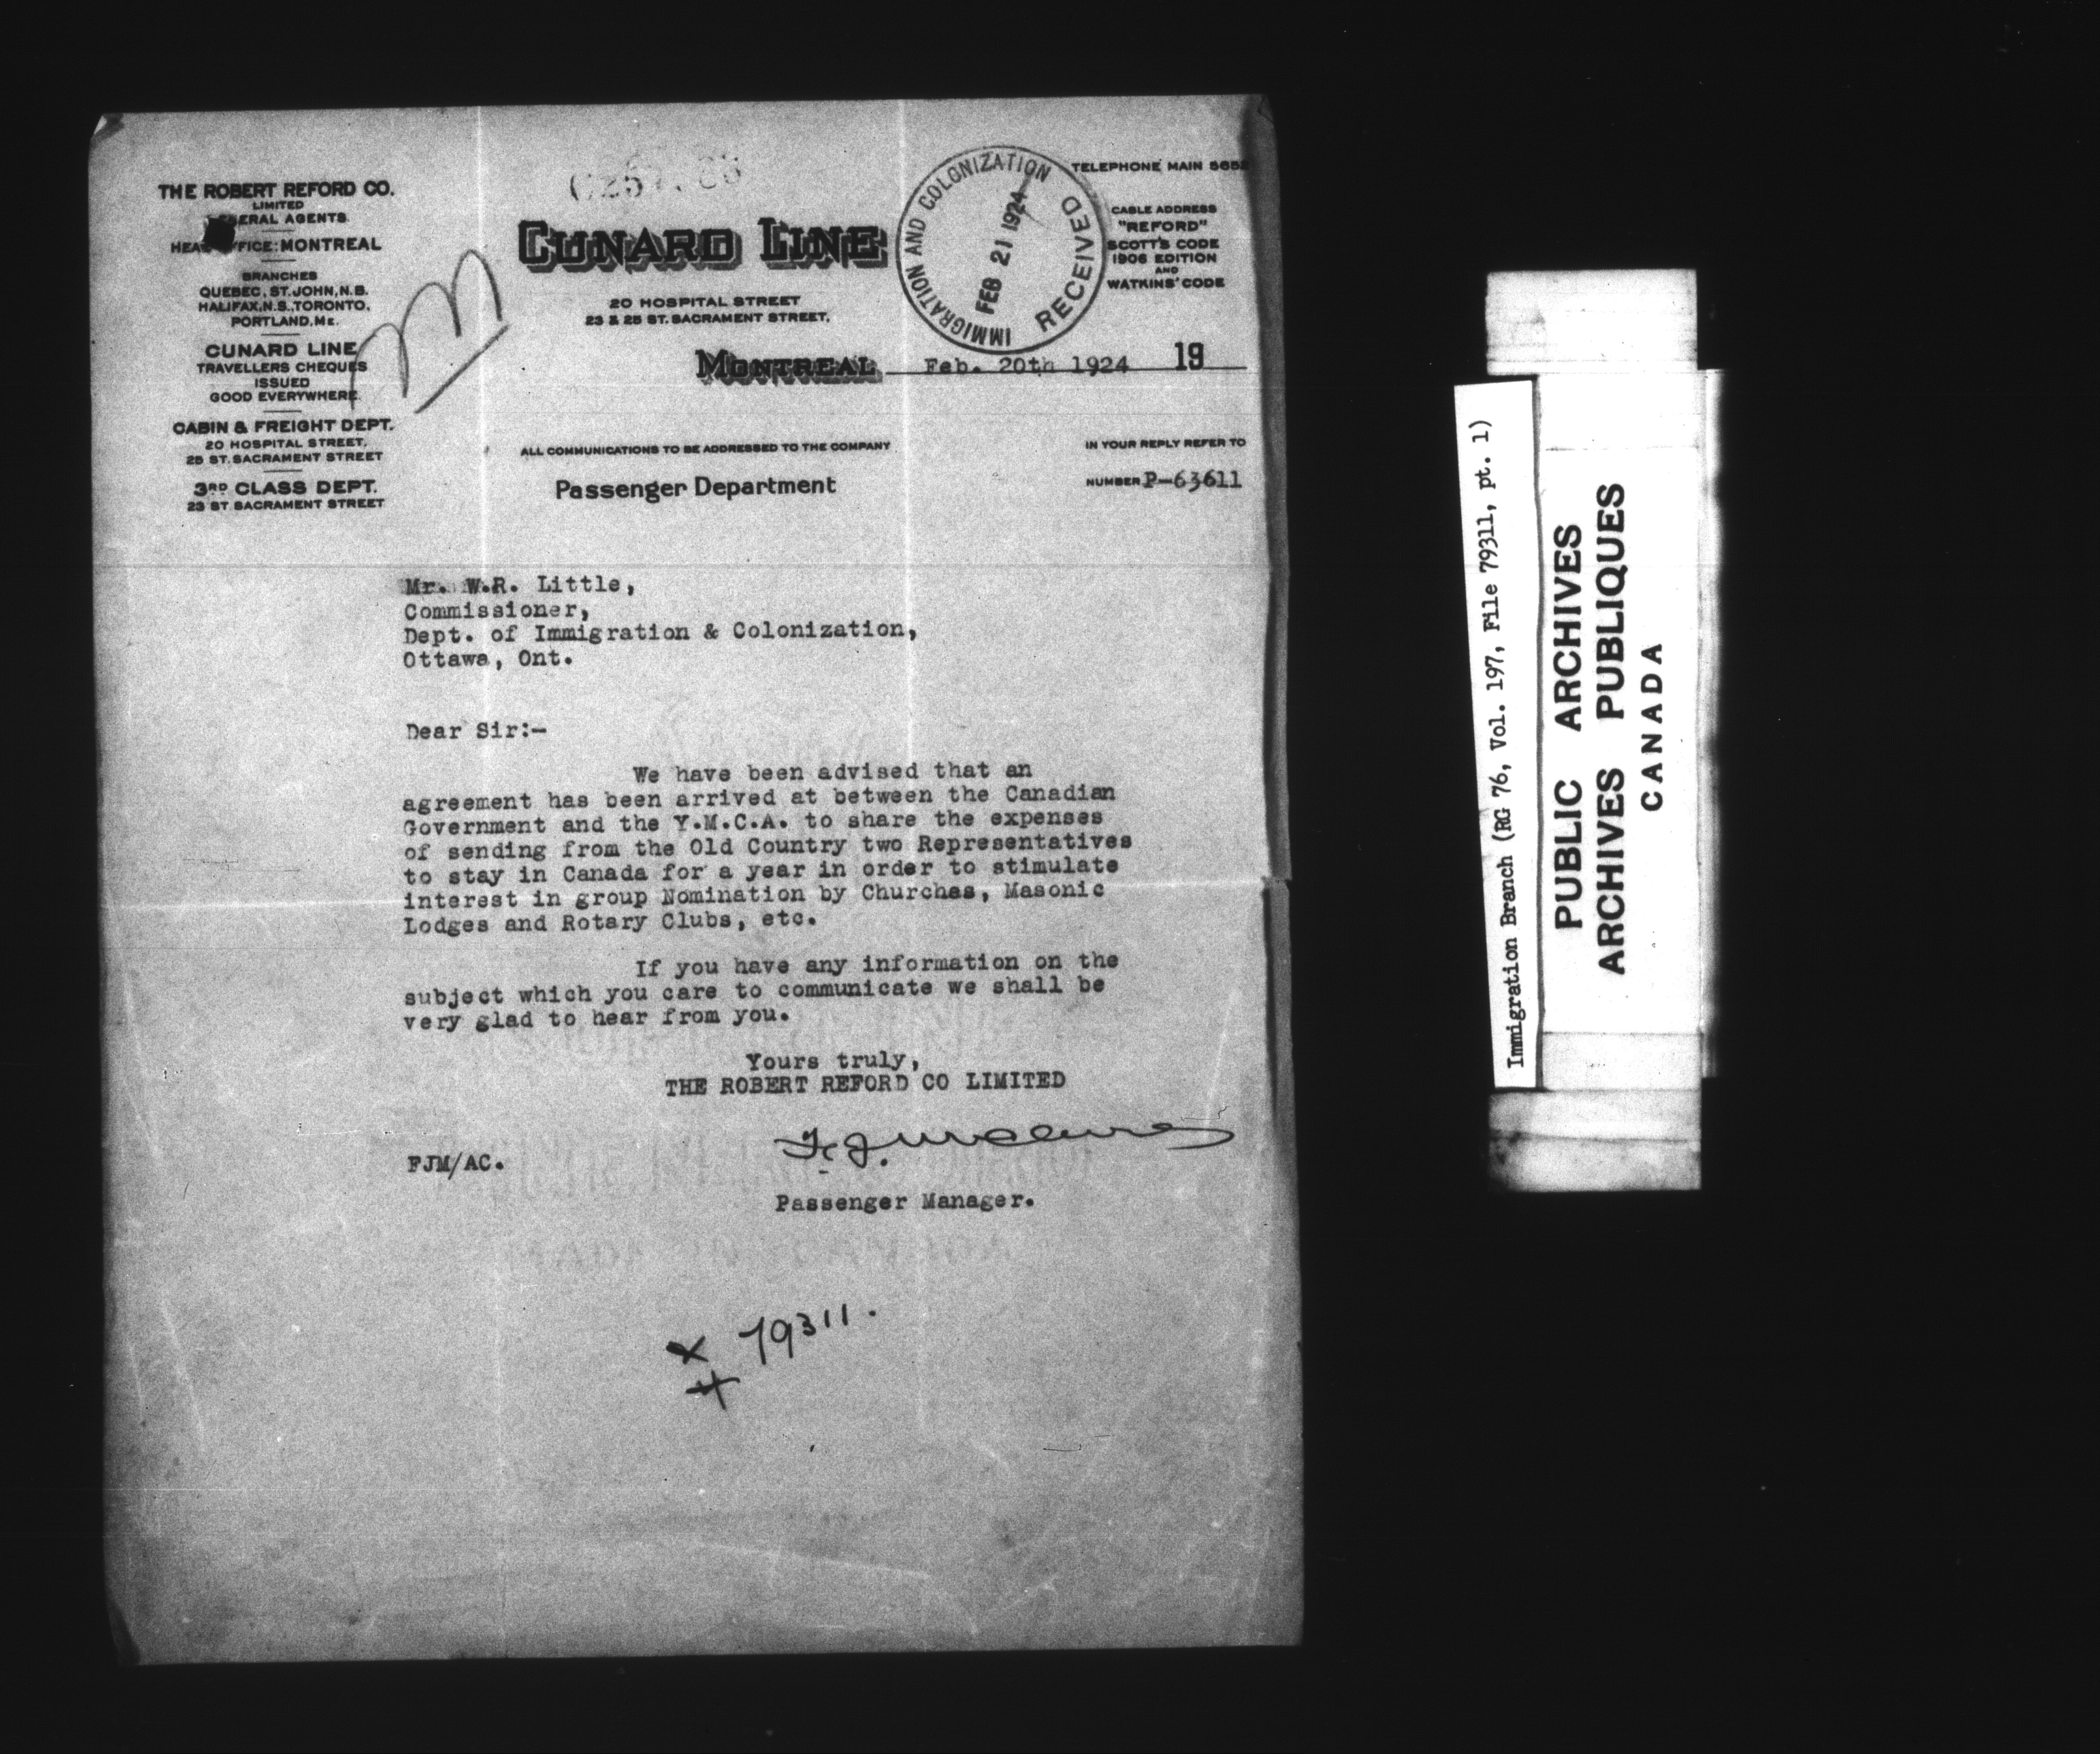 THE ROBERT REFORD CO.
LIMITED
GENERAL AGENTS
HEAD OFFICE: MONTREAL
BRANCHES
QUEBEC, ST. JOHN, N.B.
HALIFAX, N.S., TORONTO,
PORTLAND, ME.
CUNARD LINE
TRAVELLERS CHEQUES
ISSUED
GOOD EVERYWHERE.
CABIN & FREIGHT DEPT.
20 HOSPITAL STREET,
25 ST. SACRAMENT STREET
3RD CLASS DEPT.
23 ST SACRAMENT STREET
CUNARD LINE
20 HOSPITAL STREET
23 & 25 ST. SACRAMENT STREET.
MONTREAL Feb. 20th 1924 19
IMMIGRATION AND COLONIZATION
FEB 21 1924
RECEIVED
TELEPHONE MAIN 565
CABLE ADDRESS
"REFORD"
SCOTT'S CODE
1906 EDITION
AND
WATKINS' CODE
ALL COMMUNICATIONS TO BE ADDRESSED TO THE COMPANY
Passenger Department
IN YOUR REPLY REFER TO
NUMBER P-63611
Mr. W.R. Little,
Commissioner,
Dept. of Immigration & Colonization,
Ottawa, Ont.
Dear Sir:-
We have been advised that an
agreement has been arrived at between the Canadian
Government and the Y.M.C.A. to share the expenses
of sending from the Old Country two Representatives
to stay in Canada for a year in order to stimulate
interest in group Nomination by Churches, Masonic
Lodges and Rotary Clubs, etc.
If you have any information on the
subject which you care to communicate we shall be
very glad to hear from you.
Yours truly,
THE ROBERT REFORD CO LIMITED
FJM/AC.
Passenger Manager.
79311.
Immigration Branch (RG 76, Vol. 197, File 79311, pt. 1)
PUBLIC ARCHIVES
ARCHIVES PUBLIQUES
CANADA